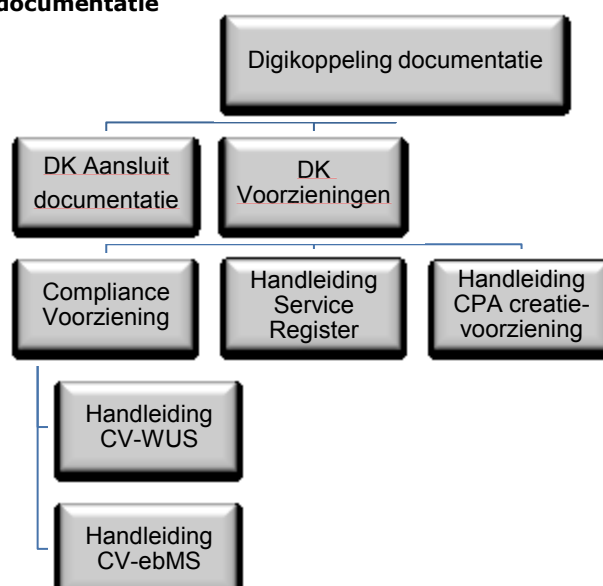 documentatie
Digikoppeling documentatie
DK Aansluit
documentatie
DK
Voorzieningen
Compliance
Voorziening
Handleiding
Service
Register
Handleiding
CPA creatie-
voorziening
Handleiding
CV-WUS
Handleiding
CV-ebMS